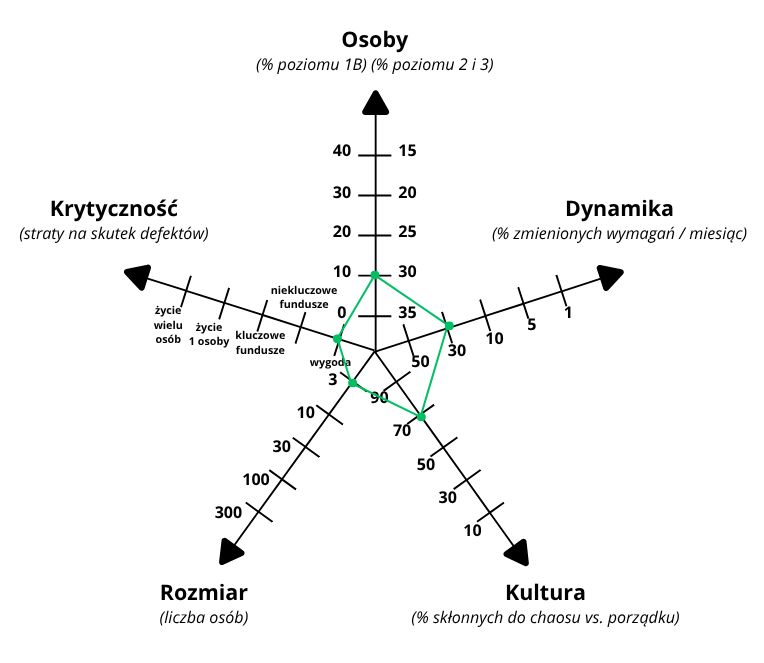 Osoby
(% poziomu 1B) (% poziomu 2 i 3)
40 15
30 20
20 25
10 30
0 35
Krytyczność
(straty na skutek defektów)
życie
wielu
osób
życie
1 osoby
kluczowe
fundusze
niekluczowe
fundusze
wygoda
Dynamika
(% zmienionych wymagań / miesiąc)
50
30
10
5
1
3
10
30
100
300
Rozmiar
(liczba osób)
90
70
50
30
10
Kultura
(% skłonnych do chaosu vs. porządku)